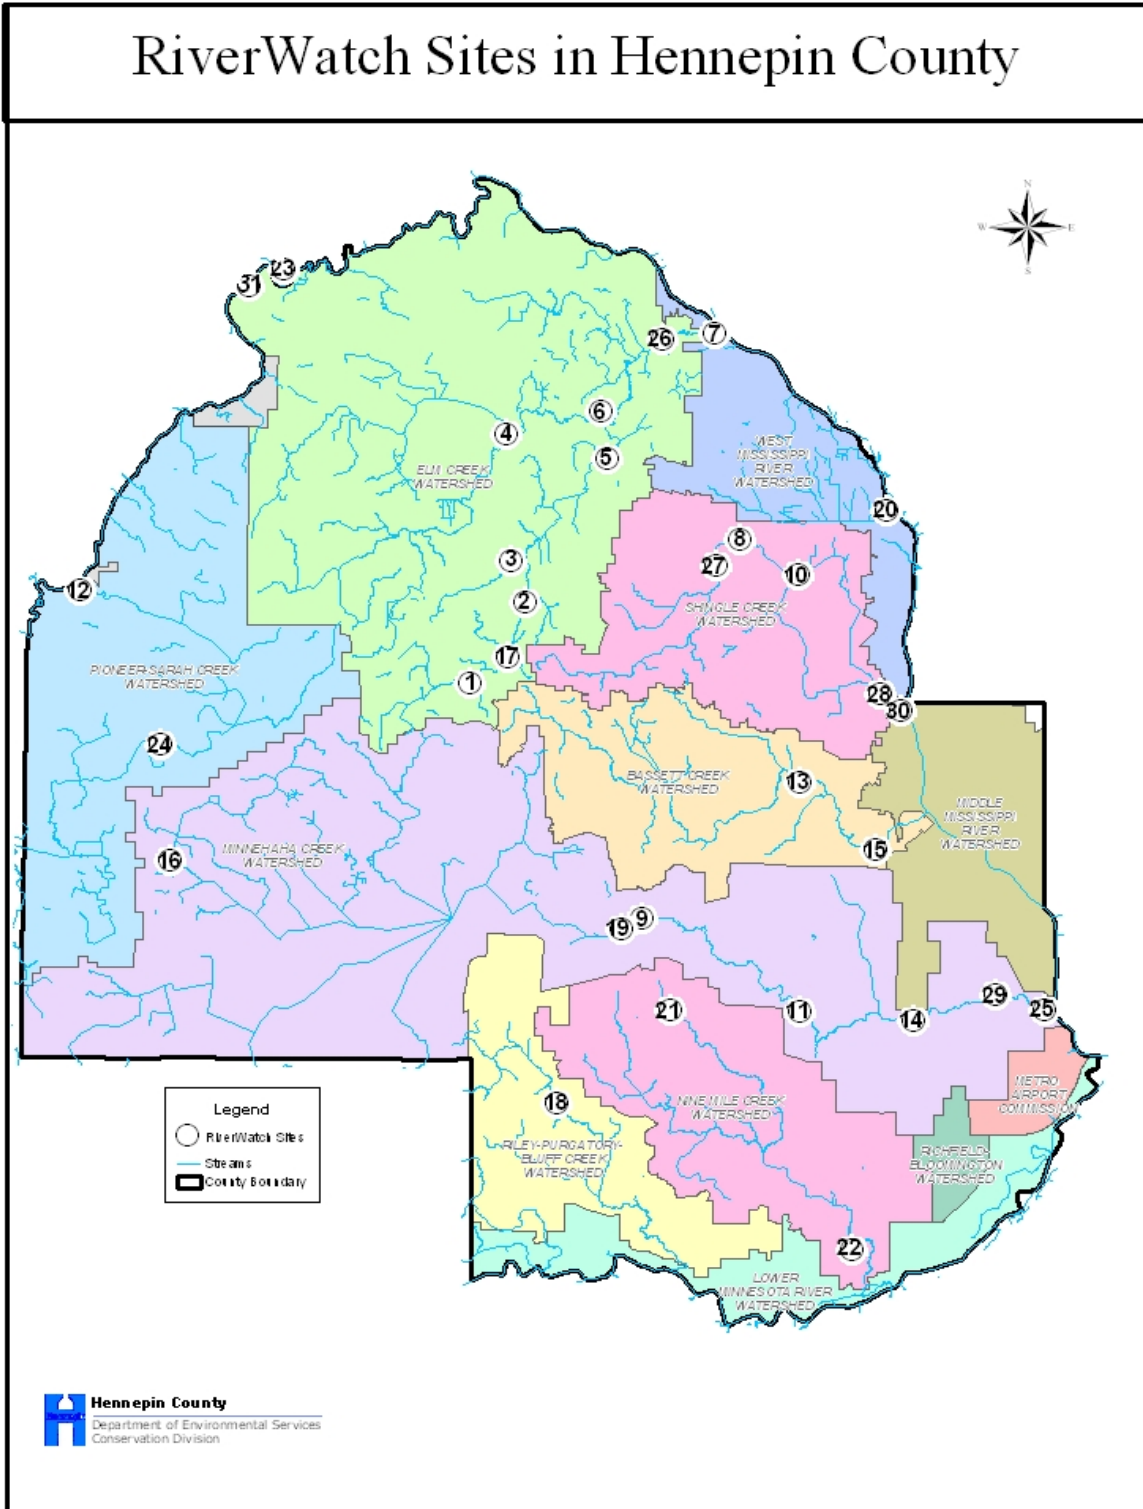 RiverWatch Sites in Hennepin County
N
W
E
S
23
31
7
26
6
4
5
WEST
MISSISSIPPI
RIVER
WATERSHED
ELM CREEK
WATERSHED
20
8
3
27
10
12
2
SHINGLE CREEK
WATERSHED
17
PIONEER-SARAH CREEK
WATERSHED
1
28
30
24
BASSETT CREEK
WATERSHED
13
MIDDLE
MISSISSIPPI
RIVER
WATERSHED
MINNEHAHA CREEK
WATERSHED
16
15
9
19
29
21
11
14
25
METRO
AIRPORT
COMMISSION
18
NINE MILE CREEK
WATERSHED
RILEY-PURGATORY-
BLUFF CREEK
WATERSHED
RICHFIELD-
BLOOMINGTON
WATERSHED
22
LOWER
MINNESOTA RIVER
WATERSHED
Legend
RiverWatch Sites
Streams
County Boundary
Hennepin County
Department of Environmental Services
Conservation Division